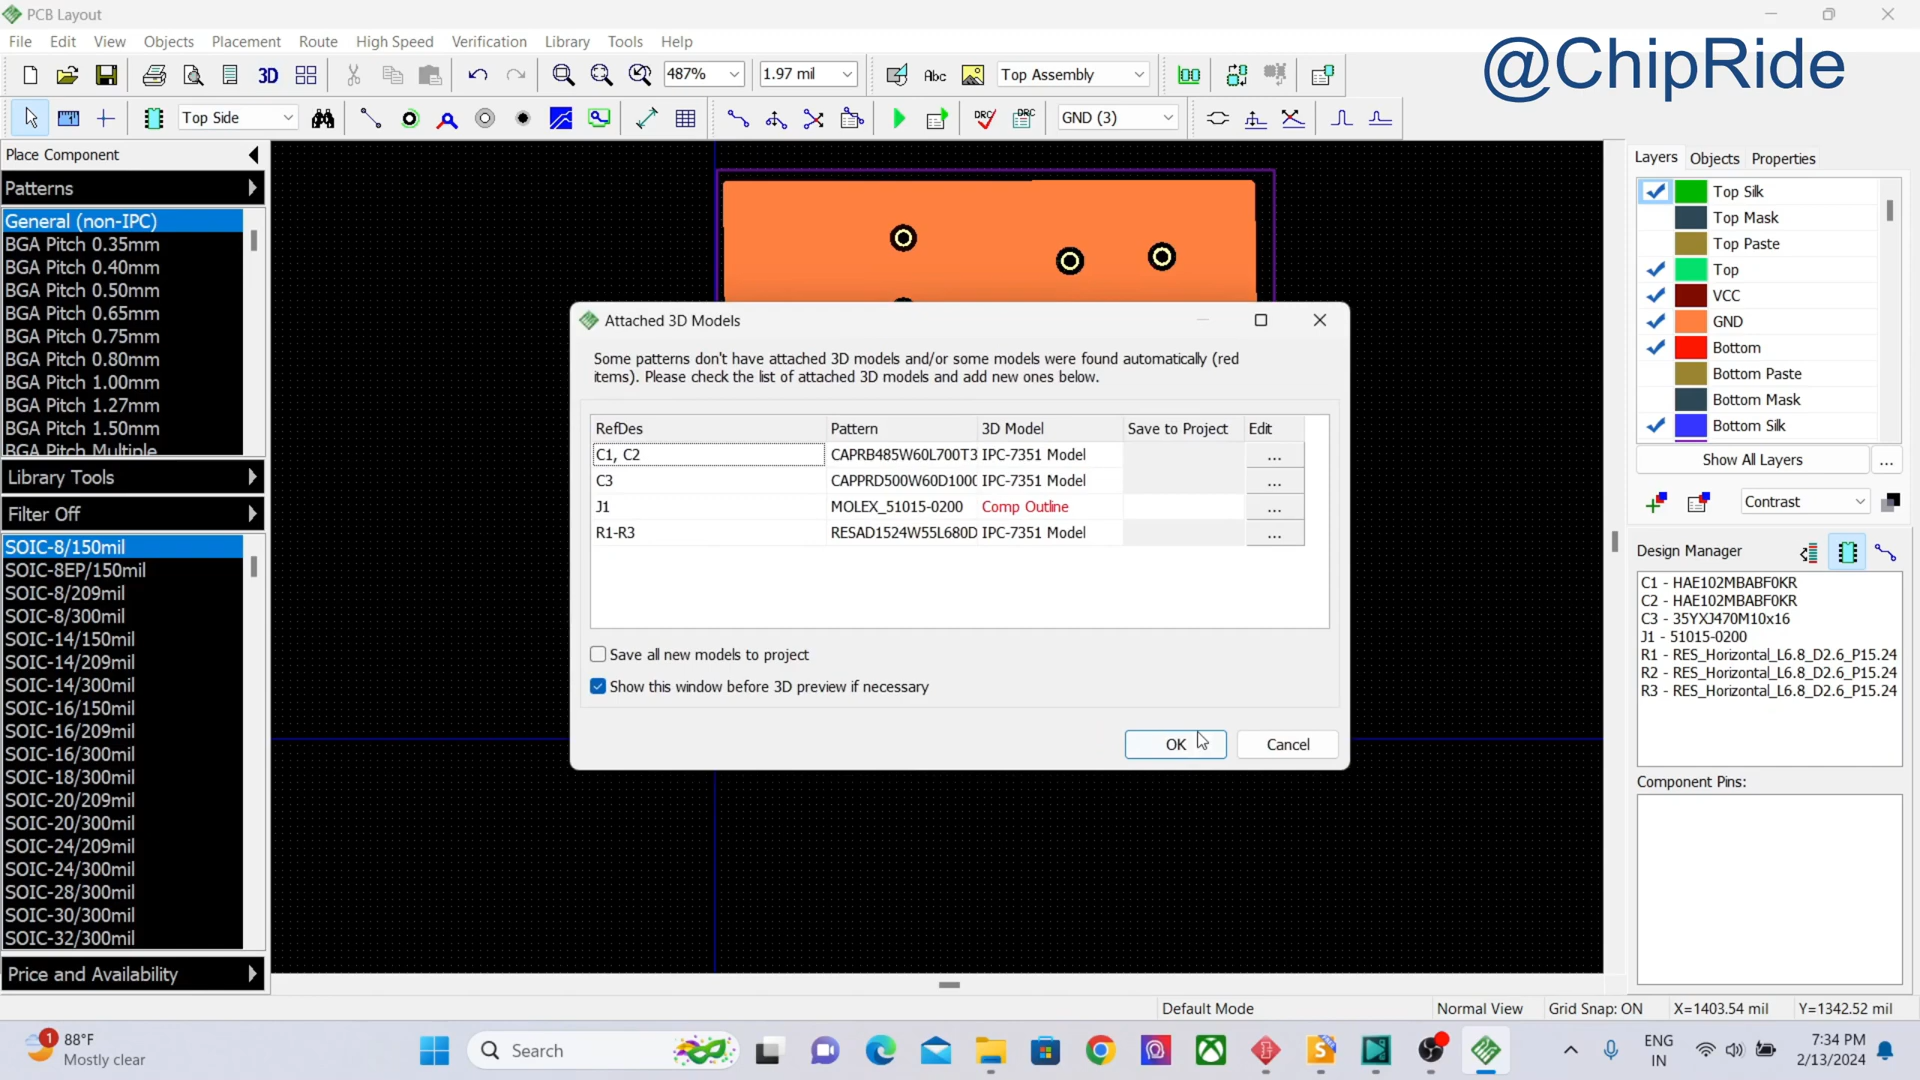 PCB Layout
File Edit View Objects Placement Route High Speed Verification Library Tools Help
@ChipRide
3D 487% 1.97 mil Abc Top Assembly
Top Side DRC DRC GND (3)
Place Component
Patterns
General (non-IPC)
BGA Pitch 0.35mm
BGA Pitch 0.40mm
BGA Pitch 0.50mm
BGA Pitch 0.65mm
BGA Pitch 0.75mm
BGA Pitch 0.80mm
BGA Pitch 1.00mm
BGA Pitch 1.27mm
BGA Pitch 1.50mm
BGA Pitch Multiple
Library Tools
Filter Off
SOIC-8/150mil
SOIC-8EP/150mil
SOIC-8/209mil
SOIC-8/300mil
SOIC-14/150mil
SOIC-14/209mil
SOIC-14/300mil
SOIC-16/150mil
SOIC-16/209mil
SOIC-16/300mil
SOIC-18/300mil
SOIC-20/209mil
SOIC-20/300mil
SOIC-24/209mil
SOIC-24/300mil
SOIC-28/300mil
SOIC-30/300mil
SOIC-32/300mil
Price and Availability
Attached 3D Models
Some patterns don't have attached 3D models and/or some models were found automatically (red
items). Please check the list of attached 3D models and add new ones below.
RefDes Pattern 3D Model Save to Project Edit
C1, C2 CAPRB485W60L700T3 IPC-7351 Model ...
C3 CAPPRD500W60D100( IPC-7351 Model ...
J1 MOLEX_51015-0200 Comp Outline ...
R1-R3 RESAD1524W55L680D IPC-7351 Model ...
Save all new models to project
Show this window before 3D preview if necessary
OK Cancel
Layers Objects Properties
Top Silk
Top Mask
Top Paste
Top
VCC
GND
Bottom
Bottom Paste
Bottom Mask
Bottom Silk
Show All Layers ...
Contrast
Design Manager
C1 - HAE102MBABF0KR
C2 - HAE102MBABF0KR
C3 - 35YXJ470M10x16
J1 - 51015-0200
R1 - RES_Horizontal_L6.8_D2.6_P15.24
R2 - RES_Horizontal_L6.8_D2.6_P15.24
R3 - RES_Horizontal_L6.8_D2.6_P15.24
Component Pins:
Default Mode Normal View Grid Snap: ON X=1403.54 mil Y=1342.52 mil
1 88°F
Mostly clear
Search
ENG
IN
7:34 PM
2/13/2024